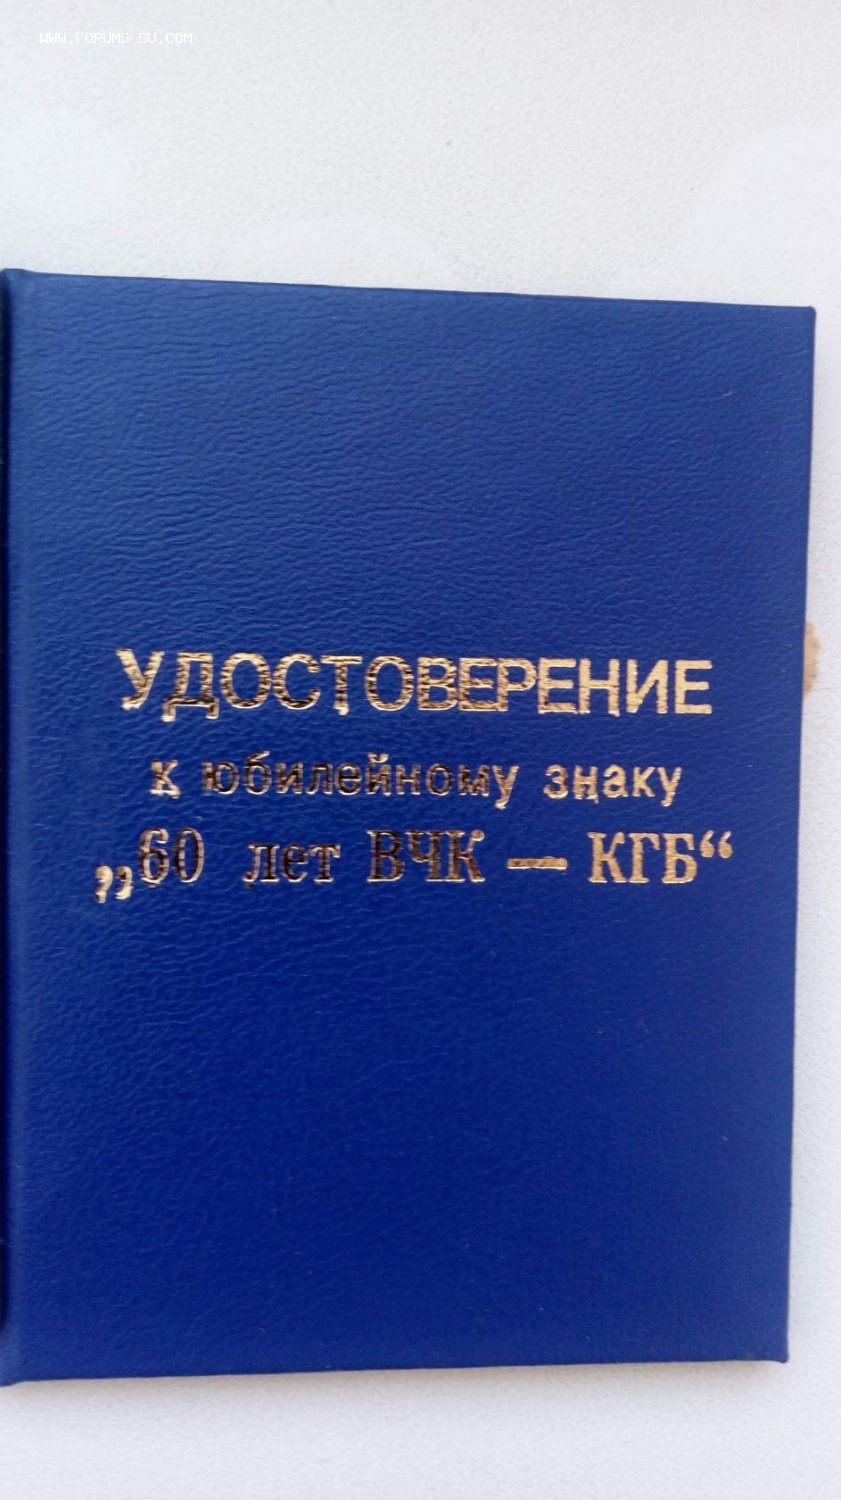 WWW.FORUMS-SU.COM
УДОСТОВЕРЕНИЕ
к юбилейному знаку
„60 лет ВЧК — КГБ“